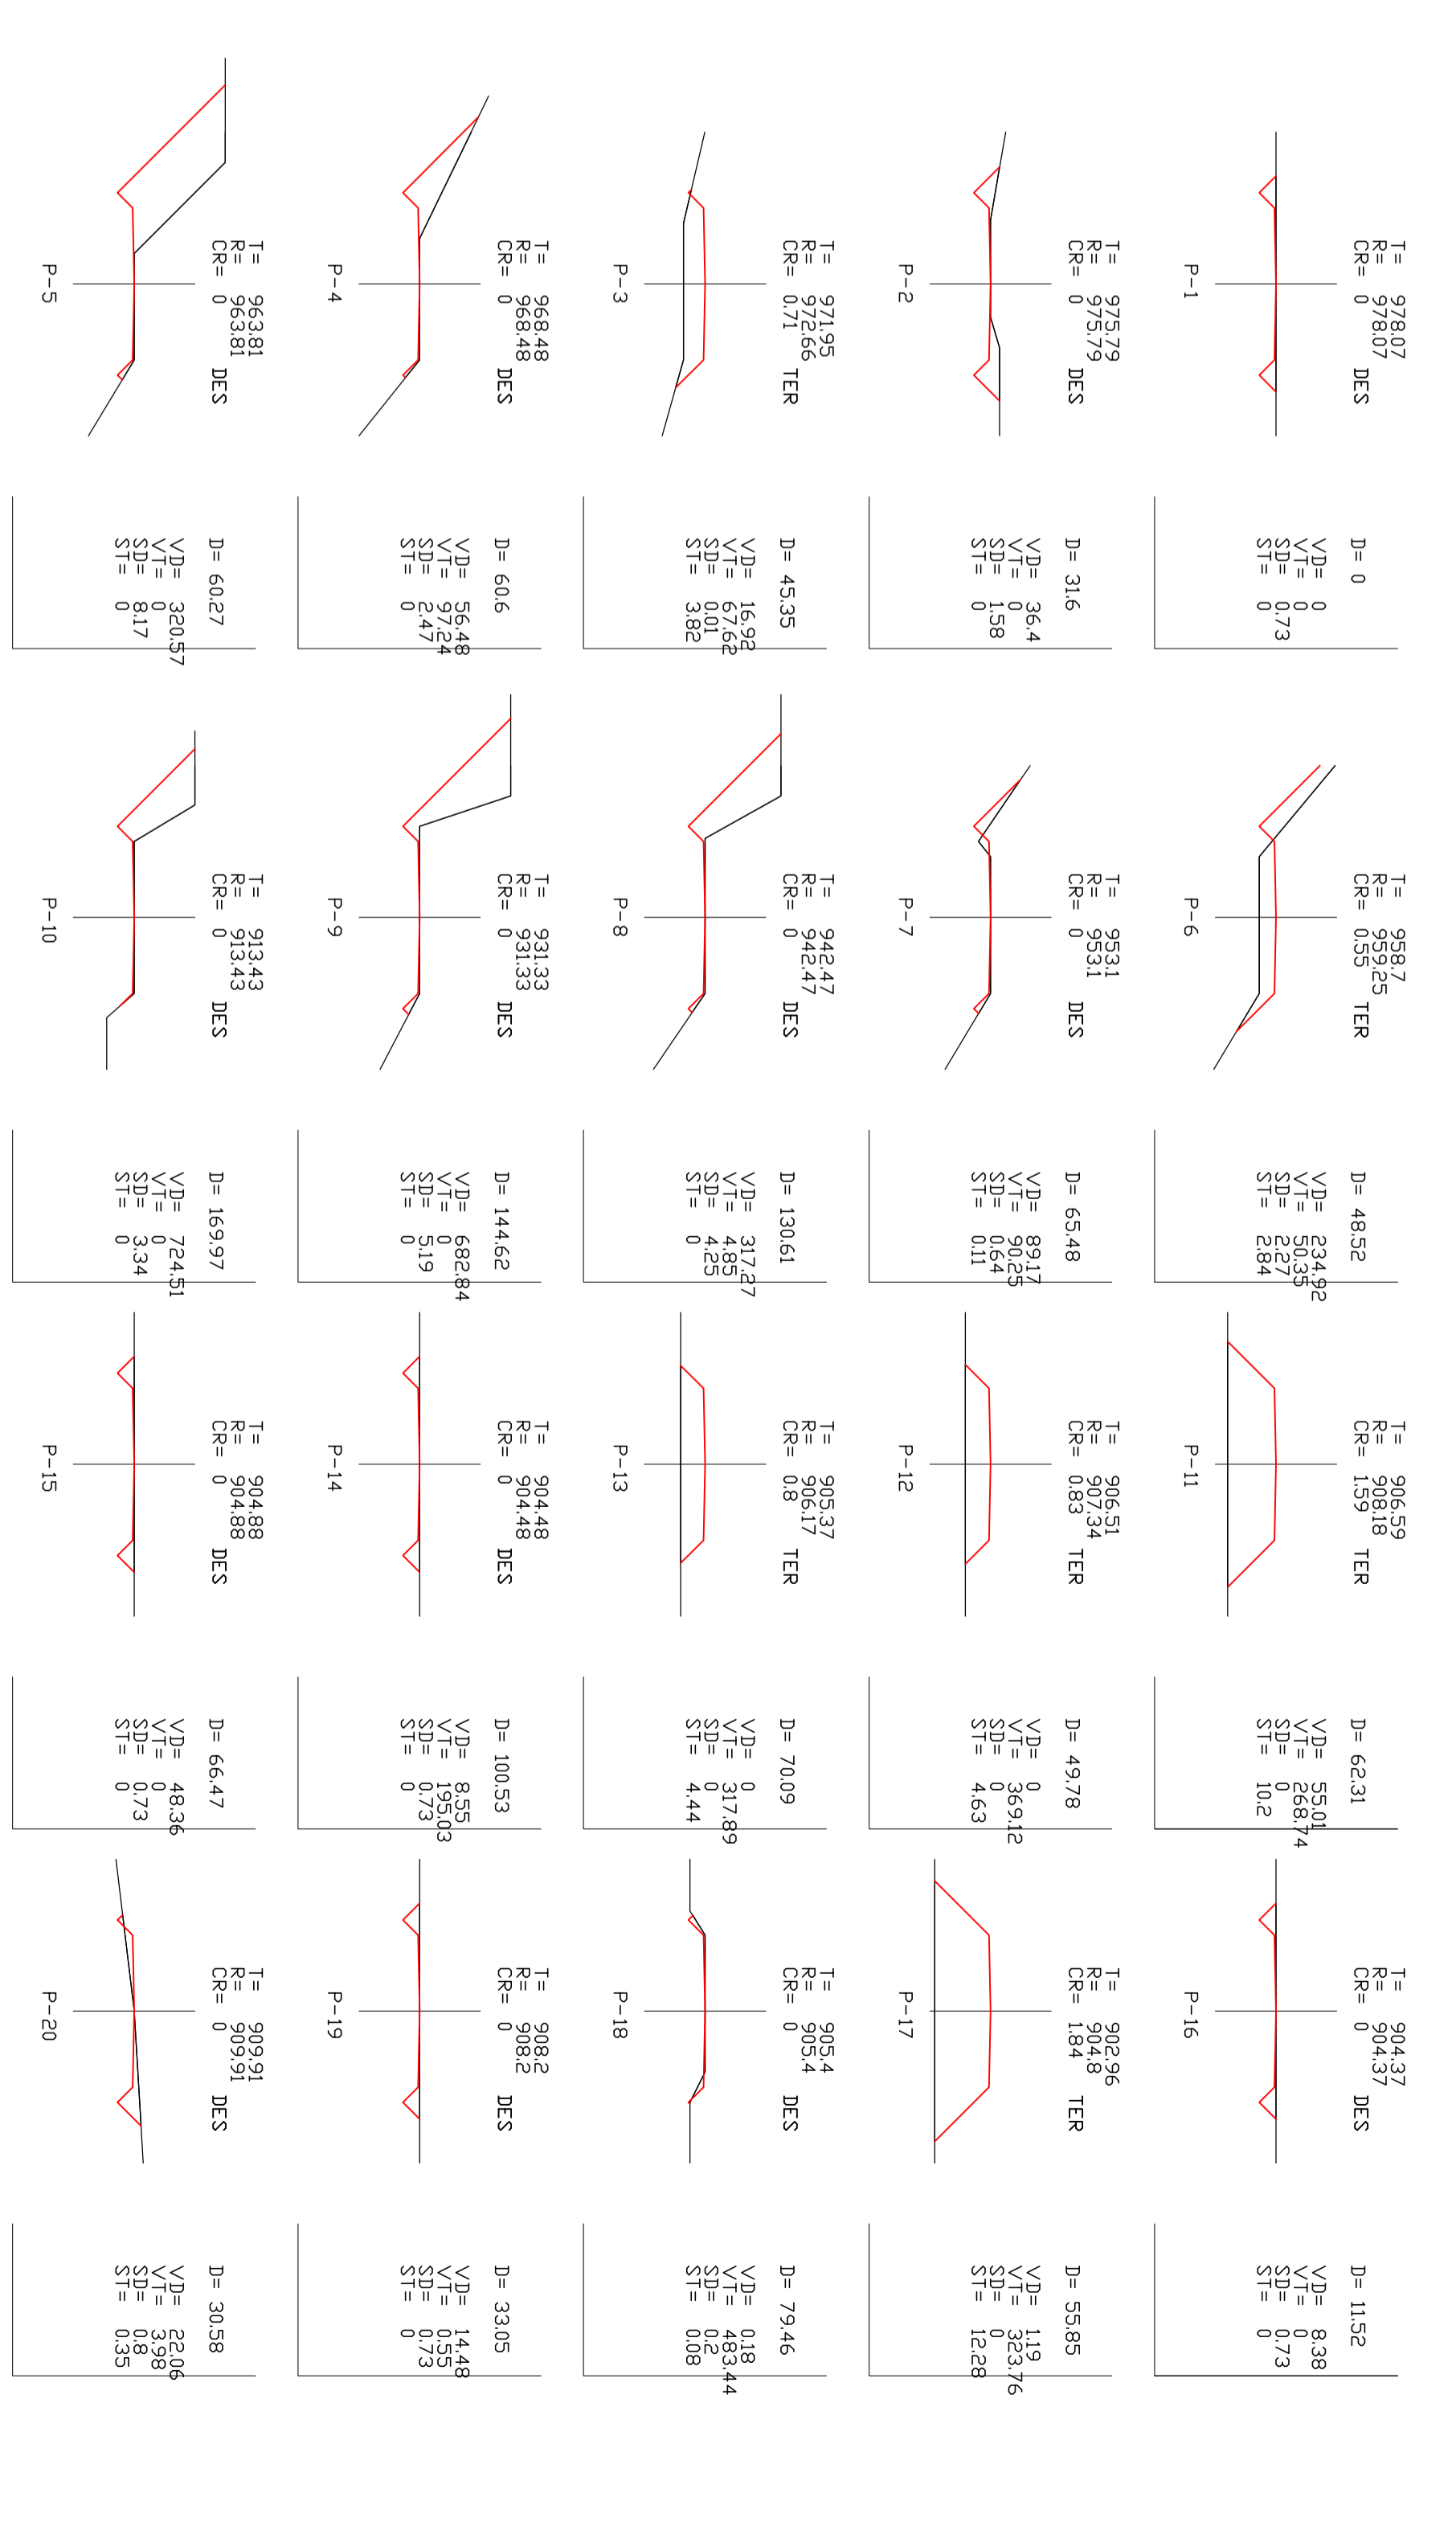 T= 978.07
R= 978.07
CR= 0 DES
P-1
D= 0
VD= 0
VT= 0
SD= 0.73
ST= 0
T= 975.79
R= 975.79
CR= 0 DES
P-2
D= 31.6
VD= 36.4
VT= 0
SD= 1.58
ST= 0
T= 971.95
R= 972.66
CR= 0.71 TER
P-3
D= 45.35
VD= 16.92
VT= 67.62
SD= 0.01
ST= 3.82
T= 968.48
R= 968.48
CR= 0 DES
P-4
D= 60.6
VD= 56.48
VT= 97.24
SD= 2.47
ST= 0
T= 963.81
R= 963.81
CR= 0 DES
P-5
D= 60.27
VD= 320.57
VT= 0
SD= 8.17
ST= 0
T= 958.7
R= 959.25
CR= 0.55 TER
P-6
D= 48.52
VD= 234.92
VT= 50.35
SD= 2.27
ST= 2.84
T= 953.1
R= 953.1
CR= 0 DES
P-7
D= 65.48
VD= 89.17
VT= 90.25
SD= 0.64
ST= 0.11
T= 942.47
R= 942.47
CR= 0 DES
P-8
D= 130.61
VD= 317.27
VT= 4.85
SD= 4.25
ST= 0
T= 931.33
R= 931.33
CR= 0 DES
P-9
D= 144.62
VD= 682.84
VT= 0
SD= 5.19
ST= 0
T= 913.43
R= 913.43
CR= 0 DES
P-10
D= 169.97
VD= 724.51
VT= 0
SD= 3.34
ST= 0
T= 906.59
R= 908.18
CR= 1.59 TER
P-11
D= 62.31
VD= 55.01
VT= 268.74
SD= 0
ST= 10.2
T= 906.51
R= 907.34
CR= 0.83 TER
P-12
D= 49.78
VD= 0
VT= 369.12
SD= 0
ST= 4.63
T= 905.37
R= 906.17
CR= 0.8 TER
P-13
D= 70.09
VD= 0
VT= 317.89
SD= 0
ST= 4.44
T= 904.48
R= 904.48
CR= 0 DES
P-14
D= 100.53
VD= 8.55
VT= 195.03
SD= 0.73
ST= 0
T= 904.88
R= 904.88
CR= 0 DES
P-15
D= 66.47
VD= 48.36
VT= 0
SD= 0.73
ST= 0
T= 904.37
R= 904.37
CR= 0 DES
P-16
D= 11.52
VD= 8.38
VT= 0
SD= 0.73
ST= 0
T= 902.96
R= 904.8
CR= 1.84 TER
P-17
D= 55.85
VD= 1.19
VT= 323.76
SD= 0
ST= 12.28
T= 905.4
R= 905.4
CR= 0 DES
P-18
D= 79.46
VD= 0.18
VT= 483.44
SD= 0.2
ST= 0.08
T= 908.2
R= 908.2
CR= 0 DES
P-19
D= 33.05
VD= 14.48
VT= 0.55
SD= 0.73
ST= 0
T= 909.91
R= 909.91
CR= 0 DES
P-20
D= 30.58
VD= 22.06
VT= 3.98
SD= 0.8
ST= 0.35